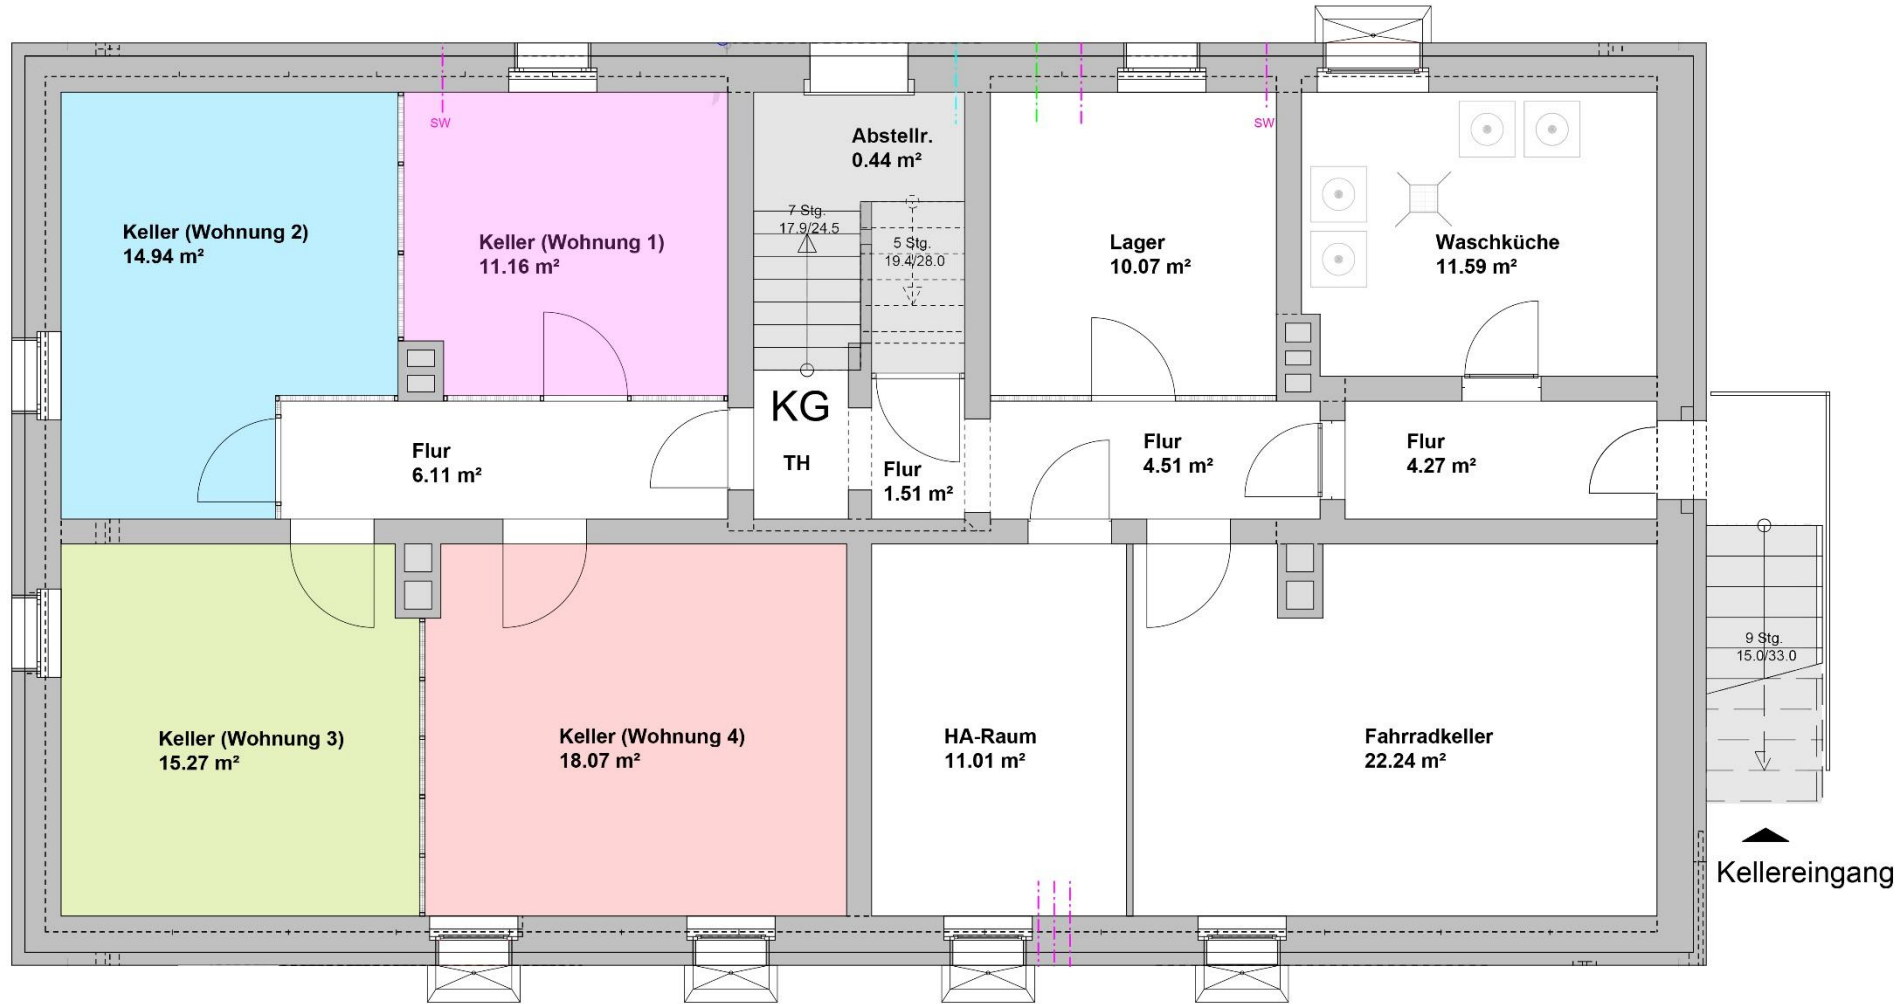 SW
SW
Abstellr.
0.44 m²
Keller (Wohnung 2)
14.94 m²
Keller (Wohnung 1)
11.16 m²
7 Stg.
17.9/24.5
5 Stg.
19.4/28.0
Lager
10.07 m²
Waschküche
11.59 m²
KG
TH
Flur
6.11 m²
Flur
1.51 m²
Flur
4.51 m²
Flur
4.27 m²
9 Stg.
15.0/33.0
Keller (Wohnung 3)
15.27 m²
Keller (Wohnung 4)
18.07 m²
HA-Raum
11.01 m²
Fahrradkeller
22.24 m²
Kellereingang